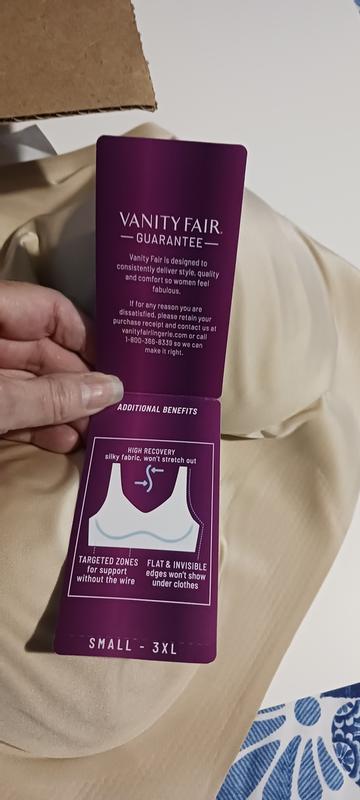 VANITY FAIR.
GUARANTEE
Vanity Fair is designed to
consistently deliver style, quality
and comfort so women feel
fabulous.
If for any reason you are
dissatisfied, please retain your
purchase receipt and contact us at
vanityfairlingerie.com or call
1-800-366-8339 so we can
make it right.
ADDITIONAL BENEFITS
HIGH RECOVERY
silky fabric, won't stretch out
TARGETED ZONES
for support
without the wire
FLAT & INVISIBLE
edges won't show
under clothes
SMALL - 3XL